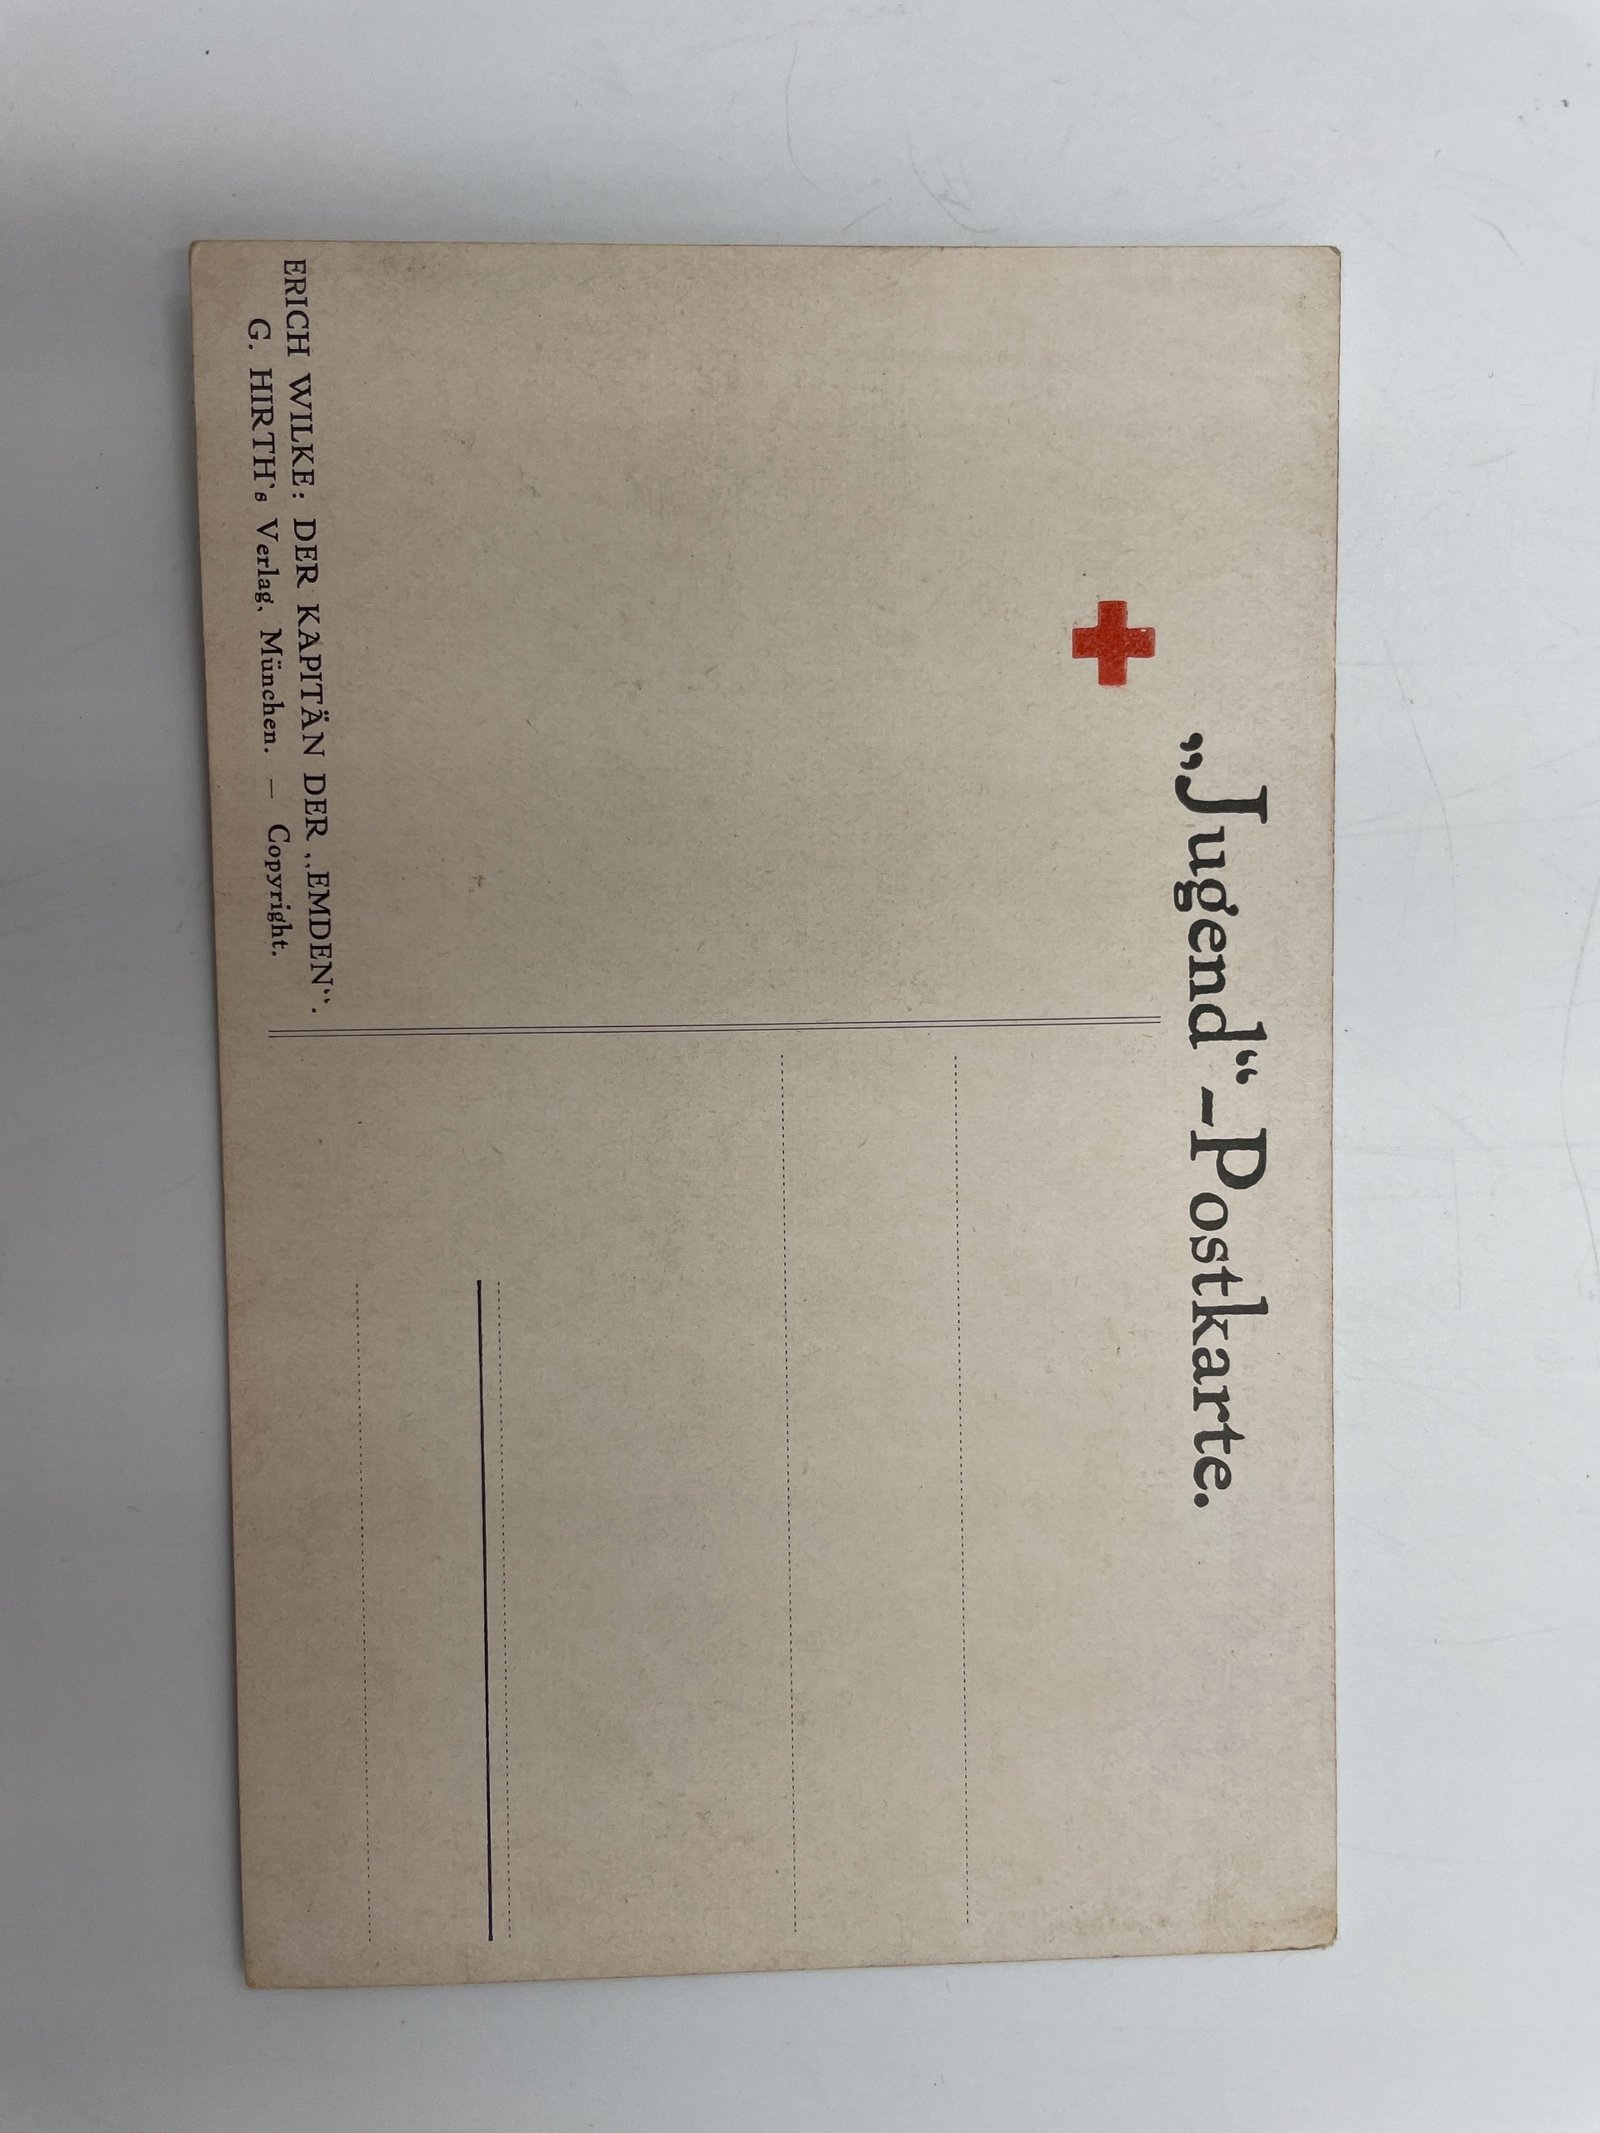 „Jugend“-Postkarte.
ERICH WILKE: DER KAPITÄN DER „EMDEN“.
G. HIRTH's Verlag, München. — Copyright.